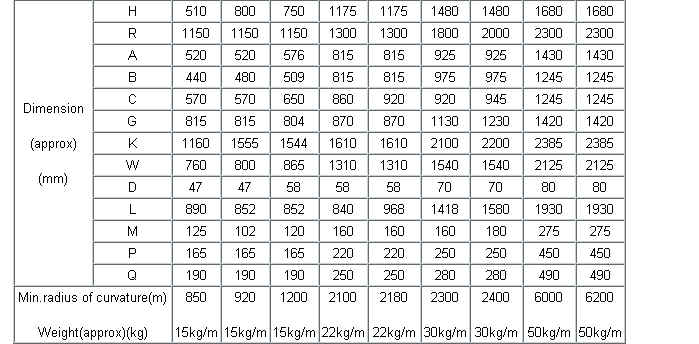 H 510 800 750 1175 1175 1480 1480 1680 1680
R 1150 1150 1150 1300 1300 1800 2000 2300 2300
A 520 520 576 815 815 925 925 1430 1430
B 440 480 509 815 815 975 975 1245 1245
Dimension
C 570 570 650 860 920 920 945 1245 1245
G 815 815 804 870 870 1130 1230 1420 1420
(approx)
K 1160 1555 1544 1610 1610 2100 2200 2385 2385
W 760 800 865 1310 1310 1540 1540 2125 2125
(mm)
D 47 47 58 58 58 70 70 80 80
L 890 852 852 840 968 1418 1580 1930 1930
M 125 102 120 160 160 160 180 275 275
P 165 165 165 220 220 250 250 450 450
Q 190 190 190 250 250 280 280 490 490
Min.radius of curvature(m) 850 920 1200 2100 2180 2300 2400 6000 6200
Weight(approx)(kg) 15kg/m 15kg/m 15kg/m 22kg/m 22kg/m 30kg/m 30kg/m 50kg/m 50kg/m